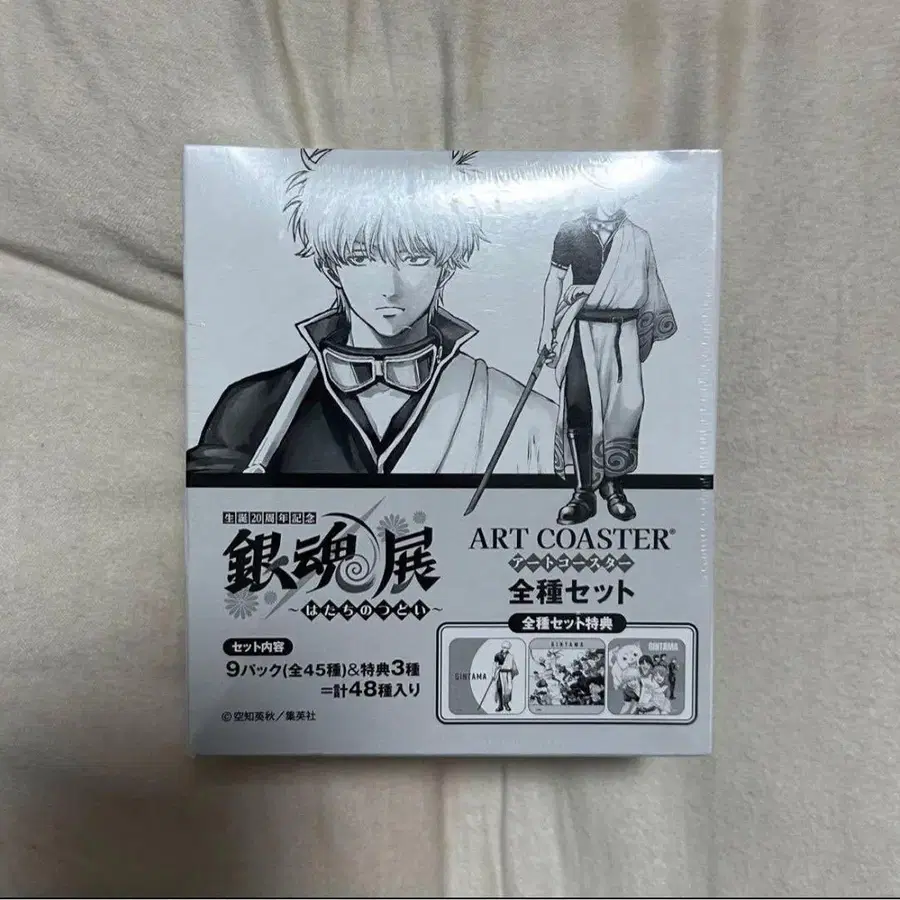 生誕20周年記念
銀魂展
～はたちのつどい～
ART COASTER®
アートコースター
全種セット
全種セット特典
GINTAMA
GINTAMA
GINTAMA
セット内容
9パック(全45種)&特典3種
=計48種入り
©空知英秋／集英社